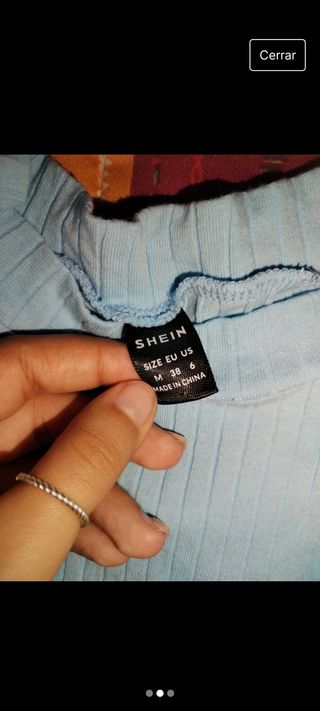 Cerrar
SHEIN
SIZE EU US
M 38 6
MADE IN CHINA